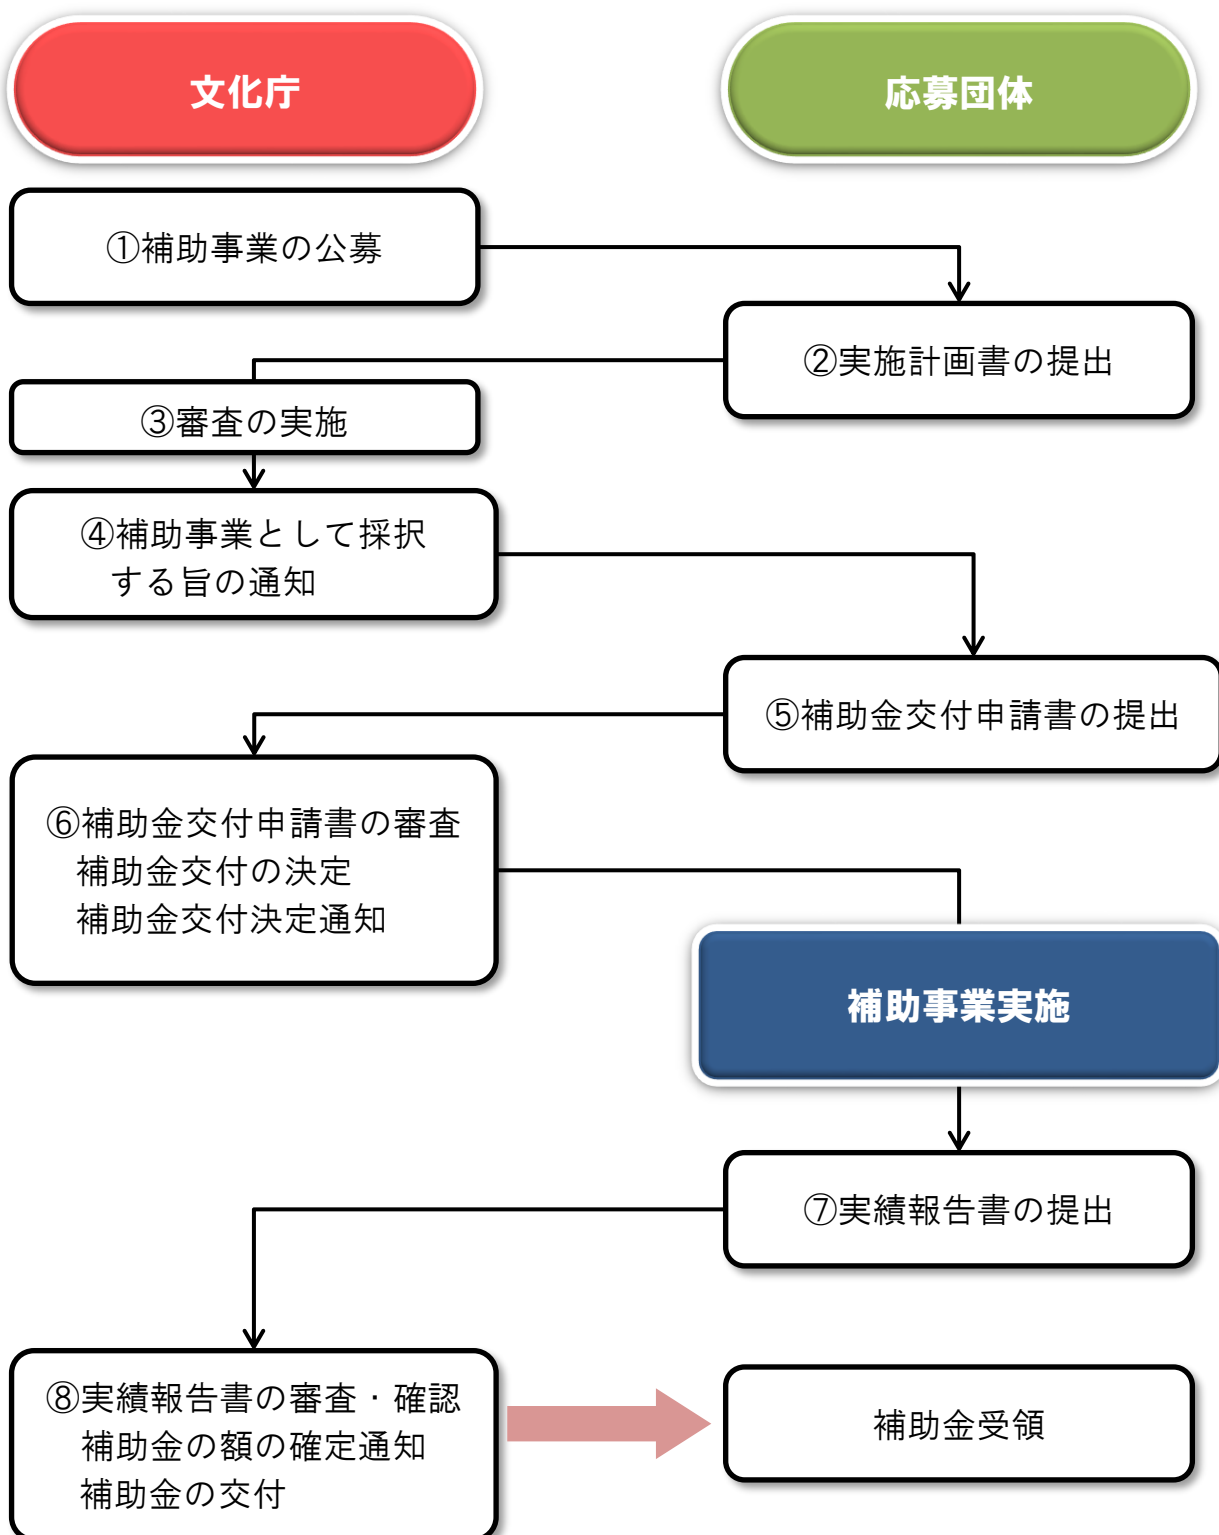 文化庁
応募団体
①補助事業の公募
②実施計画書の提出
③審査の実施
④補助事業として採択
する旨の通知
⑤補助金交付申請書の提出
⑥補助金交付申請書の審査
補助金交付の決定
補助金交付決定通知
補助事業実施
⑦実績報告書の提出
⑧実績報告書の審査・確認
補助金の額の確定通知
補助金の交付
補助金受領